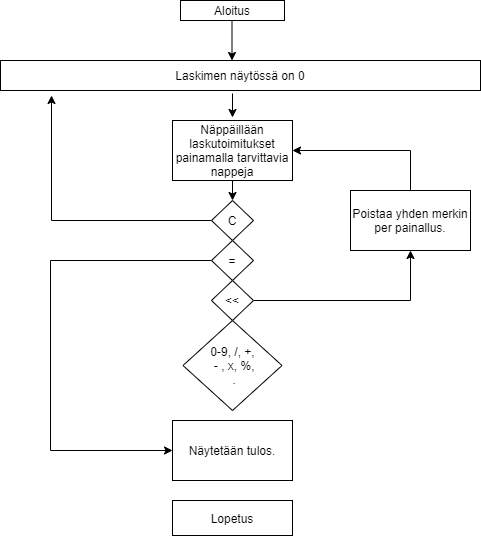 Aloitus
Laskimen näytössä on 0
Näppäillään
laskutoimitukset
painamalla tarvittavia
nappeja
C
Poistaa yhden merkin
per painallus.
=
<<
0-9, /, +,
- , x, %,
.
Näytetään tulos.
Lopetus